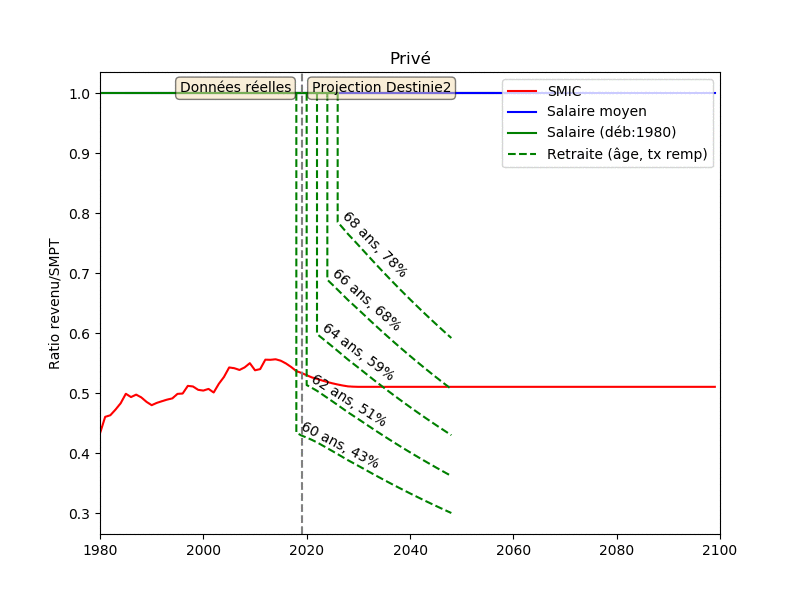 Privé
Données réelles
Projection Destinie2
SMIC
Salaire moyen
Salaire (déb:1980)
Retraite (âge, tx remp)
Ratio revenu/SMPT
1.0
0.9
0.8
0.7
0.6
0.5
0.4
0.3
68 ans, 78%
66 ans, 68%
64 ans, 59%
62 ans, 51%
60 ans, 43%
1980
2000
2020
2040
2060
2080
2100